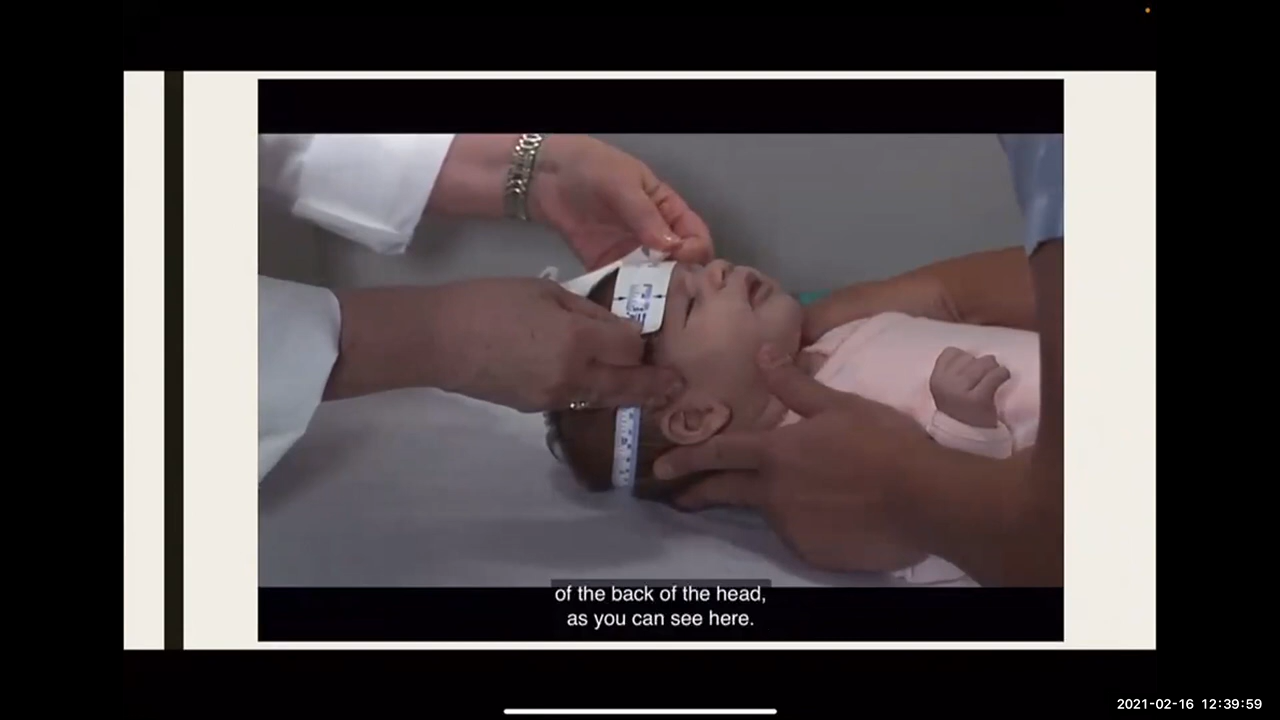 of the back of the head,
as you can see here.
2021-02-16 12:39:59